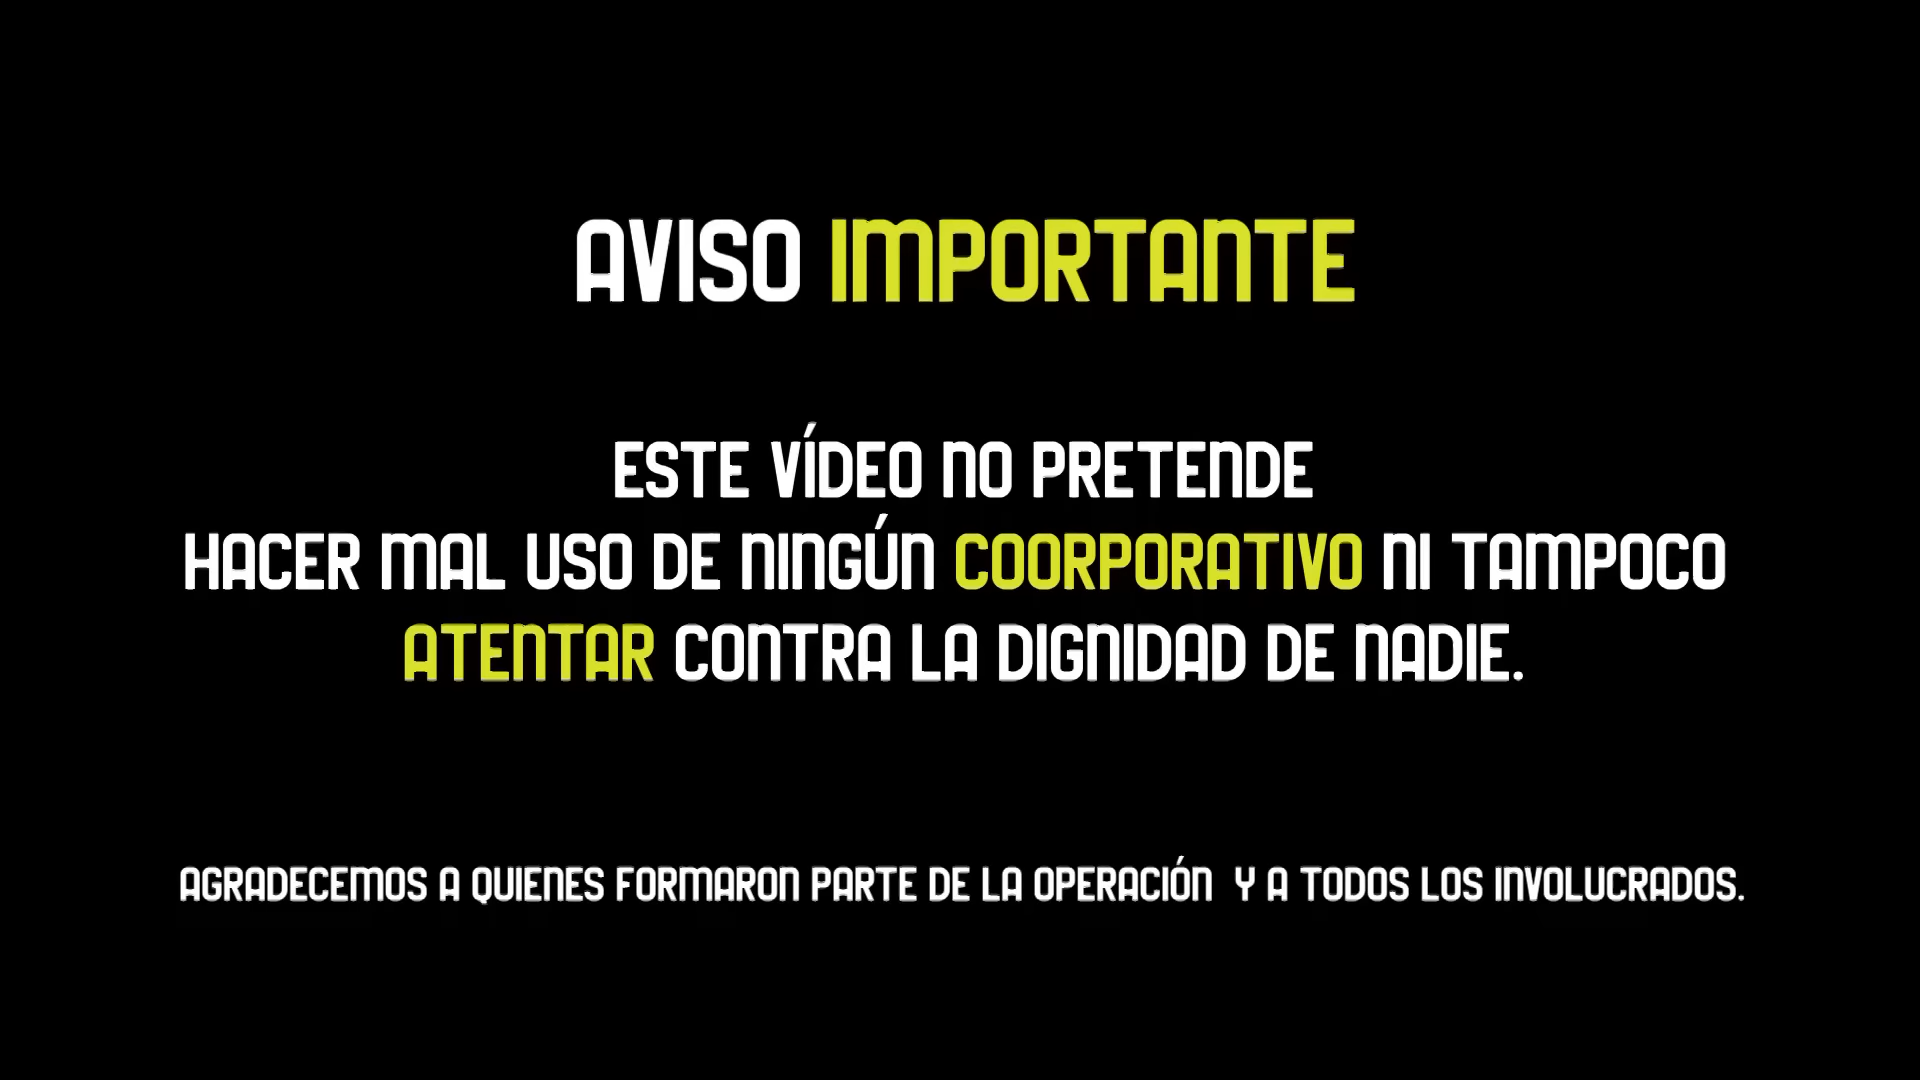 AVISO IMPORTANTE
ESTE VÍDEO NO PRETENDE
HACER MAL USO DE NINGÚN COORPORATIVO NI TAMPOCO
ATENTAR CONTRA LA DIGNIDAD DE NADIE.
AGRADECEMOS A QUIENES FORMARON PARTE DE LA OPERACIÓN Y A TODOS LOS INVOLUCRADOS.